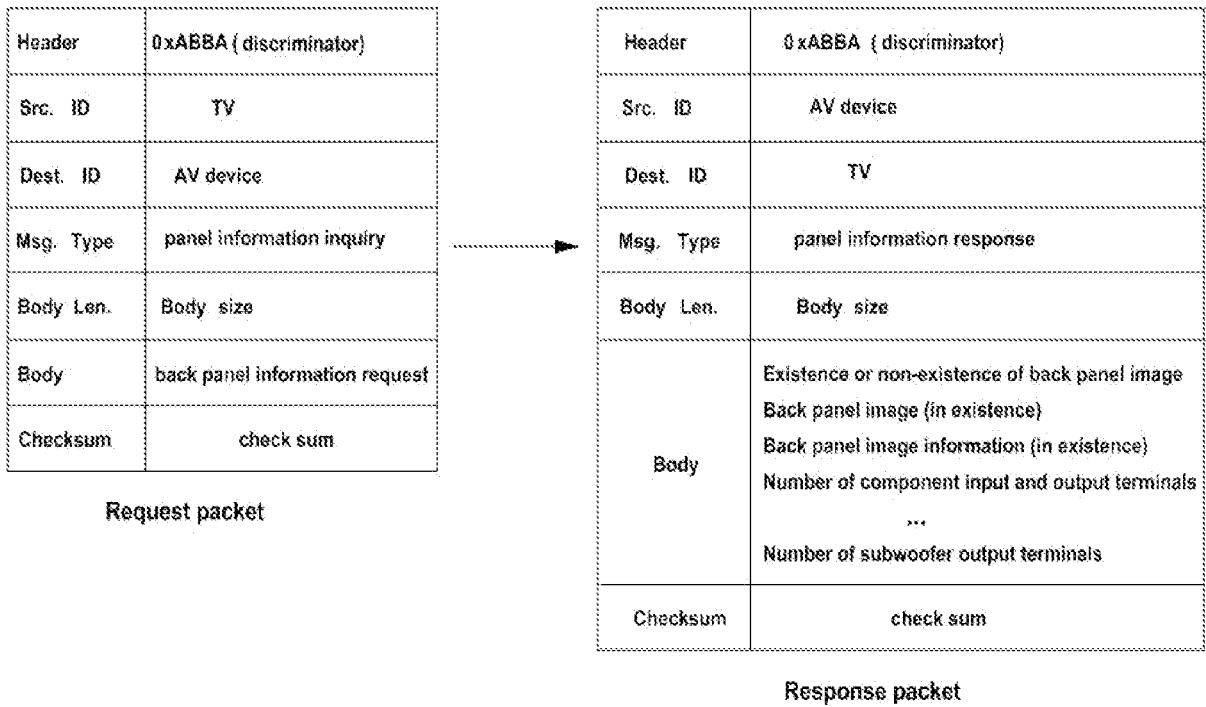 Header 0xABBA ( discriminator)
Src. ID TV
Dest. ID AV device
Msg. Type panel information inquiry
Body Len. Body size
Body back panel information request
Checksum check sum
Request packet
Header 0xABBA ( discriminator)
Src. ID AV device
Dest. ID TV
Msg. Type panel information response
Body Len. Body size
Body
Existence or non-existence of back panel image
Back panel image (in existence)
Back panel image information (in existence)
Number of component input and output terminals
...
Number of subwoofer output terminals
Checksum check sum
Response packet